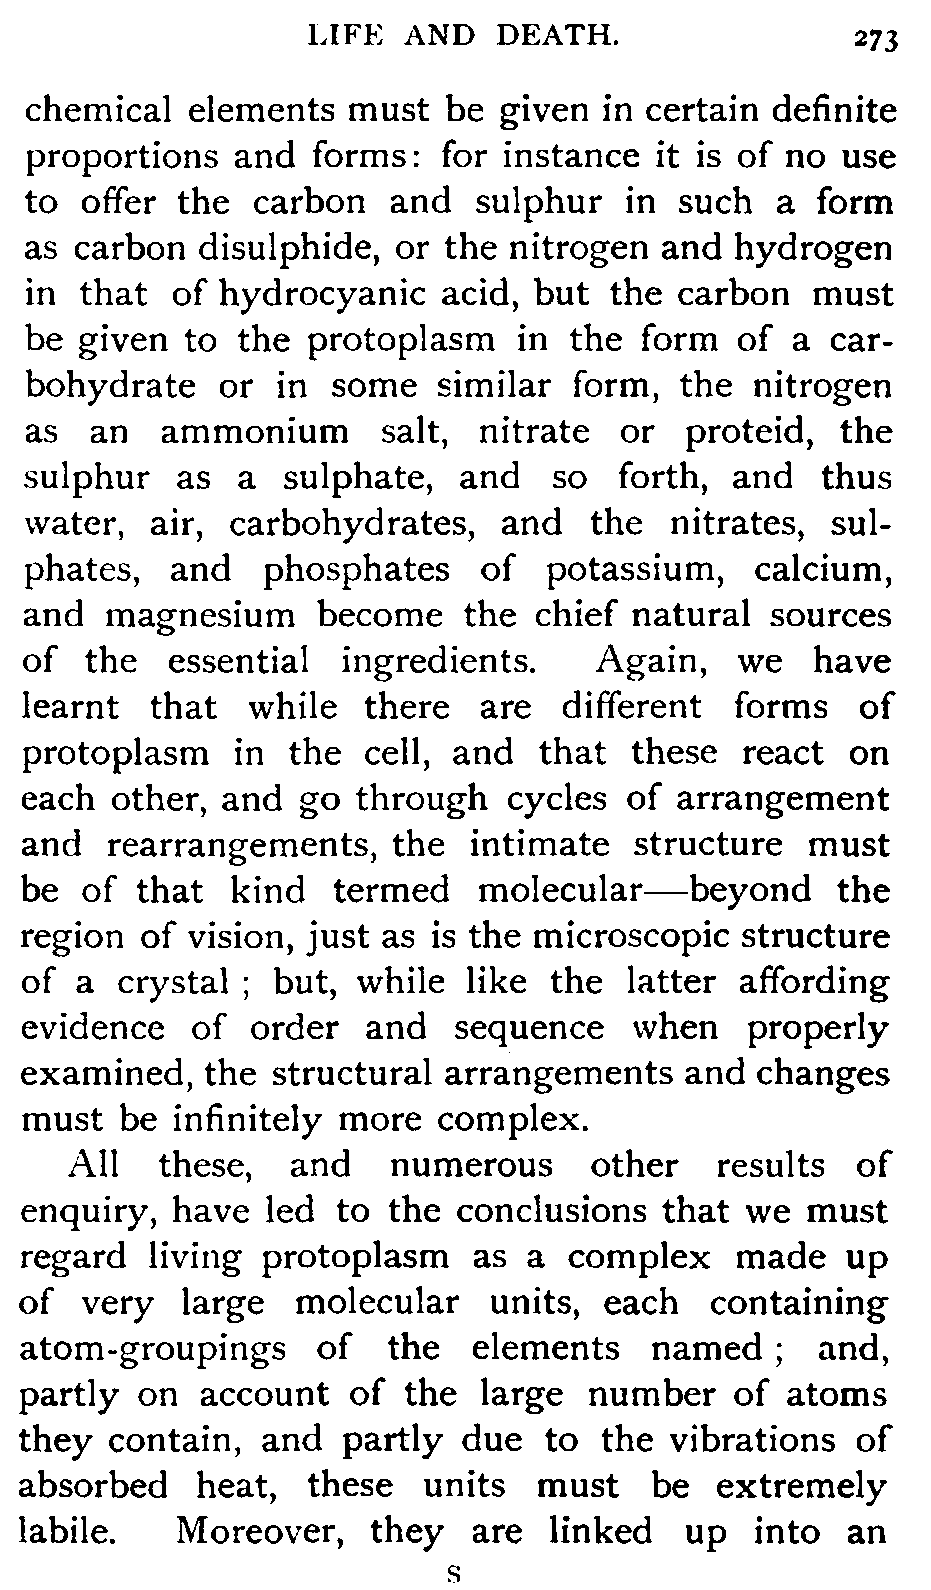 LIFE AND DEATH. 273
chemical elements must be given in certain definite
proportions and forms: for instance it is of no use
to offer the carbon and sulphur in such a form
as carbon disulphide, or the nitrogen and hydrogen
in that of hydrocyanic acid, but the carbon must
be given to the protoplasm in the form of a car-
bohydrate or in some similar form, the nitrogen
as an ammonium salt, nitrate or proteid, the
sulphur as a sulphate, and so forth, and thus
water, air, carbohydrates, and the nitrates, sul-
phates, and phosphates of potassium, calcium,
and magnesium become the chief natural sources
of the essential ingredients. Again, we have
learnt that while there are different forms of
protoplasm in the cell, and that these react on
each other, and go through cycles of arrangement
and rearrangements, the intimate structure must
be of that kind termed molecular—beyond the
region of vision, just as is the microscopic structure
of a crystal ; but, while like the latter affording
evidence of order and sequence when properly
examined, the structural arrangements and changes
must be infinitely more complex.
All these, and numerous other results of
enquiry, have led to the conclusions that we must
regard living protoplasm as a complex made up
of very large molecular units, each containing
atom-groupings of the elements named ; and,
partly on account of the large number of atoms
they contain, and partly due to the vibrations of
absorbed heat, these units must be extremely
labile. Moreover, they are linked up into an
S